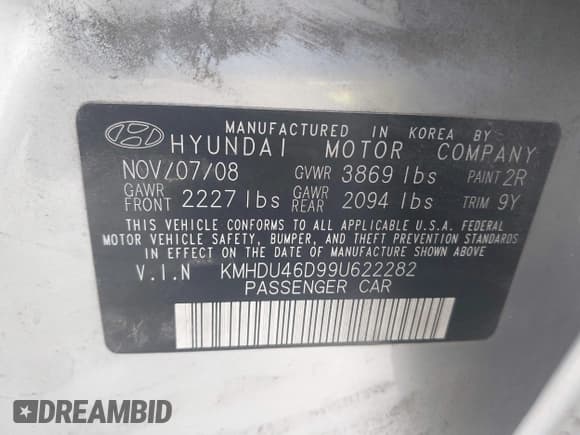 MANUFACTURED IN KOREA BY
HYUNDAI MOTOR COMPANY
NOV/07/08 GVWR 3869 lbs PAINT 2R
GAWR FRONT 2227 lbs GAWR REAR 2094 lbs TRIM 9Y
THIS VEHICLE CONFORMS TO ALL APPLICABLE U.S.A. FEDERAL
MOTOR VEHICLE SAFETY, BUMPER, AND THEFT PREVENTION STANDARDS
IN EFFECT ON THE DATE OF MANUFACTURE SHOWN ABOVE.
V.I.N KMHDU46D99U622282
PASSENGER CAR
DREAMBID